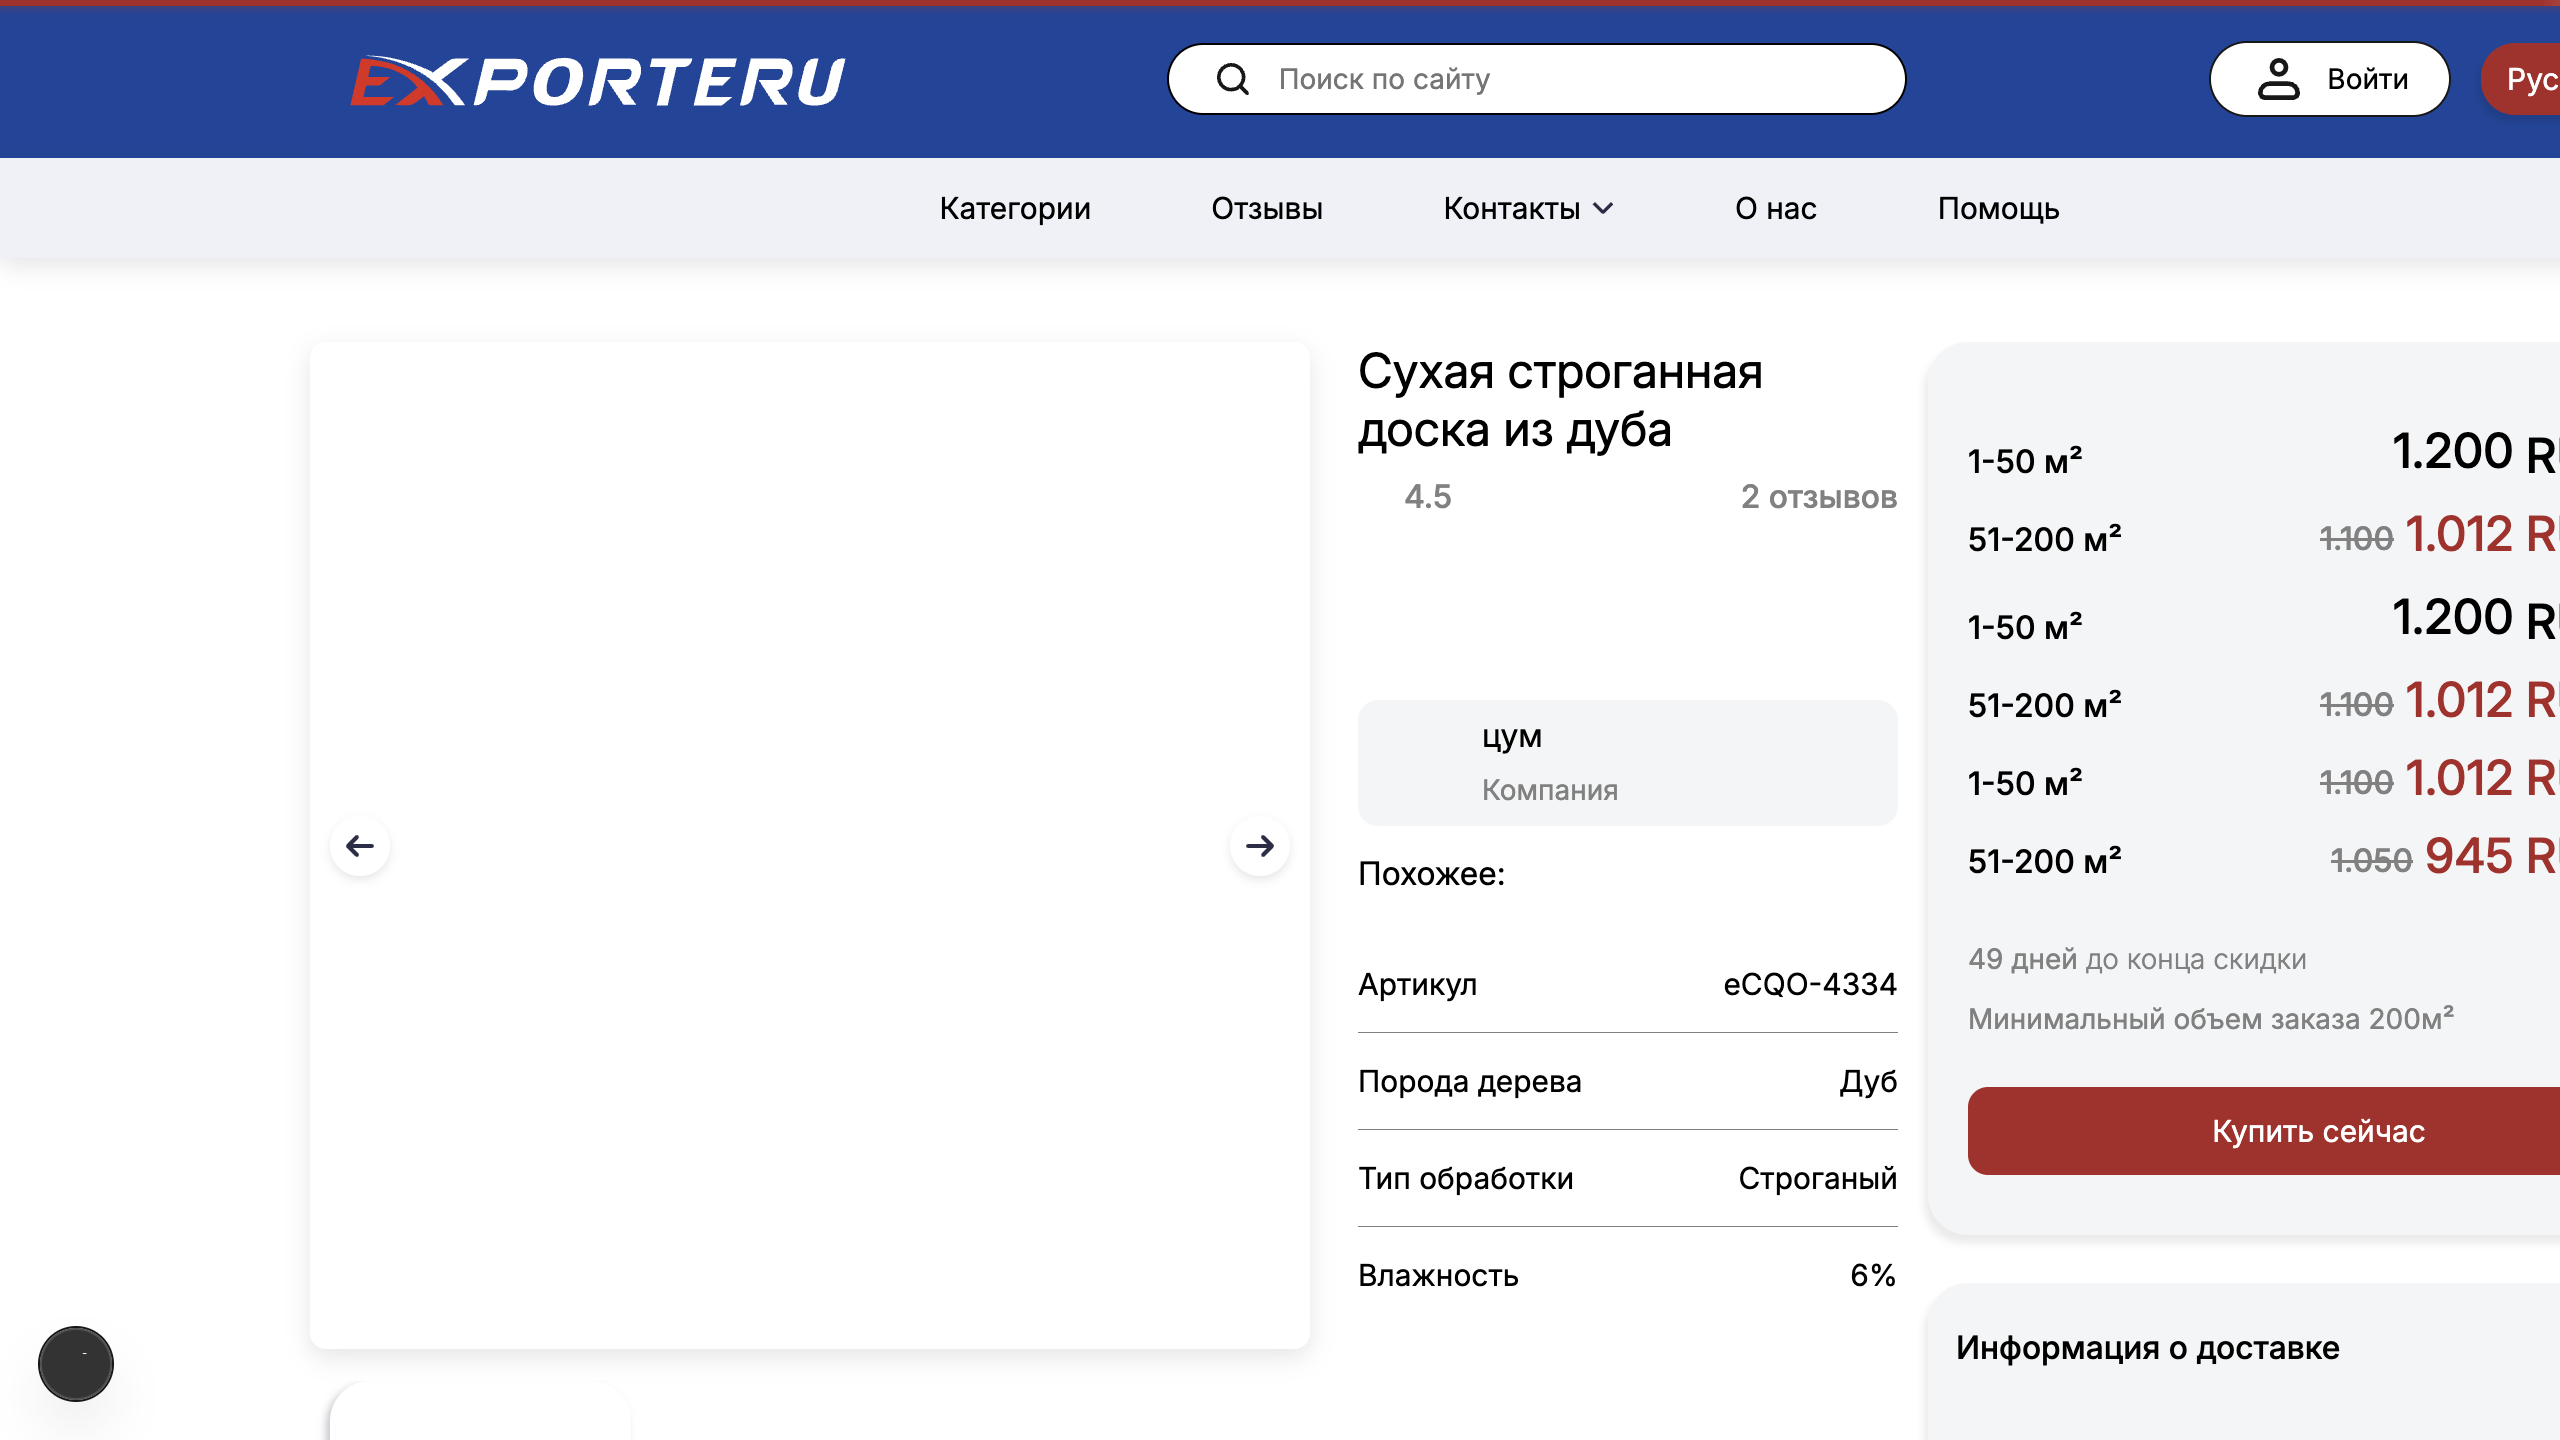 EXPORTERU
Поиск по сайту
Войти
Рус
Категории
Отзывы
Контакты
О нас
Помощь
Сухая строганная
доска из дуба
4.5
2 отзывов
цум
Компания
Похожее:
Артикул
eCQO-4334
Порода дерева
Дуб
Тип обработки
Строганый
Влажность
6%
1-50 м²
1.200
51-200 м²
1.100 1.012
1-50 м²
1.200
51-200 м²
1.100 1.012
1-50 м²
1.100 1.012
51-200 м²
1.050 945
49 дней до конца скидки
Минимальный объем заказа 200м²
Купить сейчас
Информация о доставке